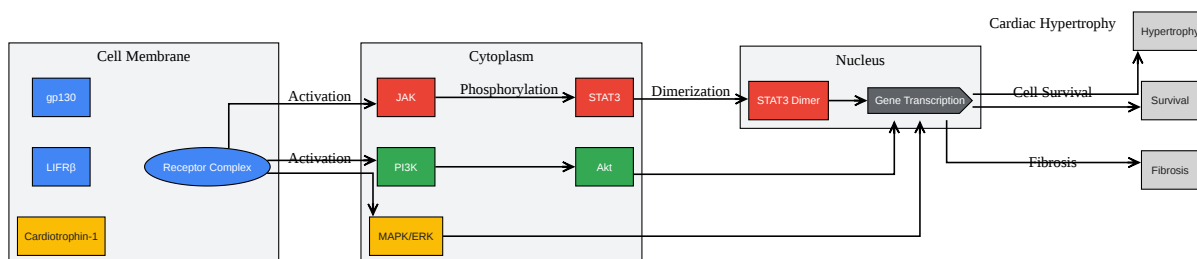 Cell Membrane
gp130
LIFRβ
Receptor Complex
Cardiotrophin-1
Activation
Activation
Cytoplasm
JAK
Phosphorylation
STAT3
PI3K
Akt
MAPK/ERK
Dimerization
Nucleus
STAT3 Dimer
Gene Transcription
Cardiac Hypertrophy
Cell Survival
Fibrosis
Hypertrophy
Survival
Fibrosis